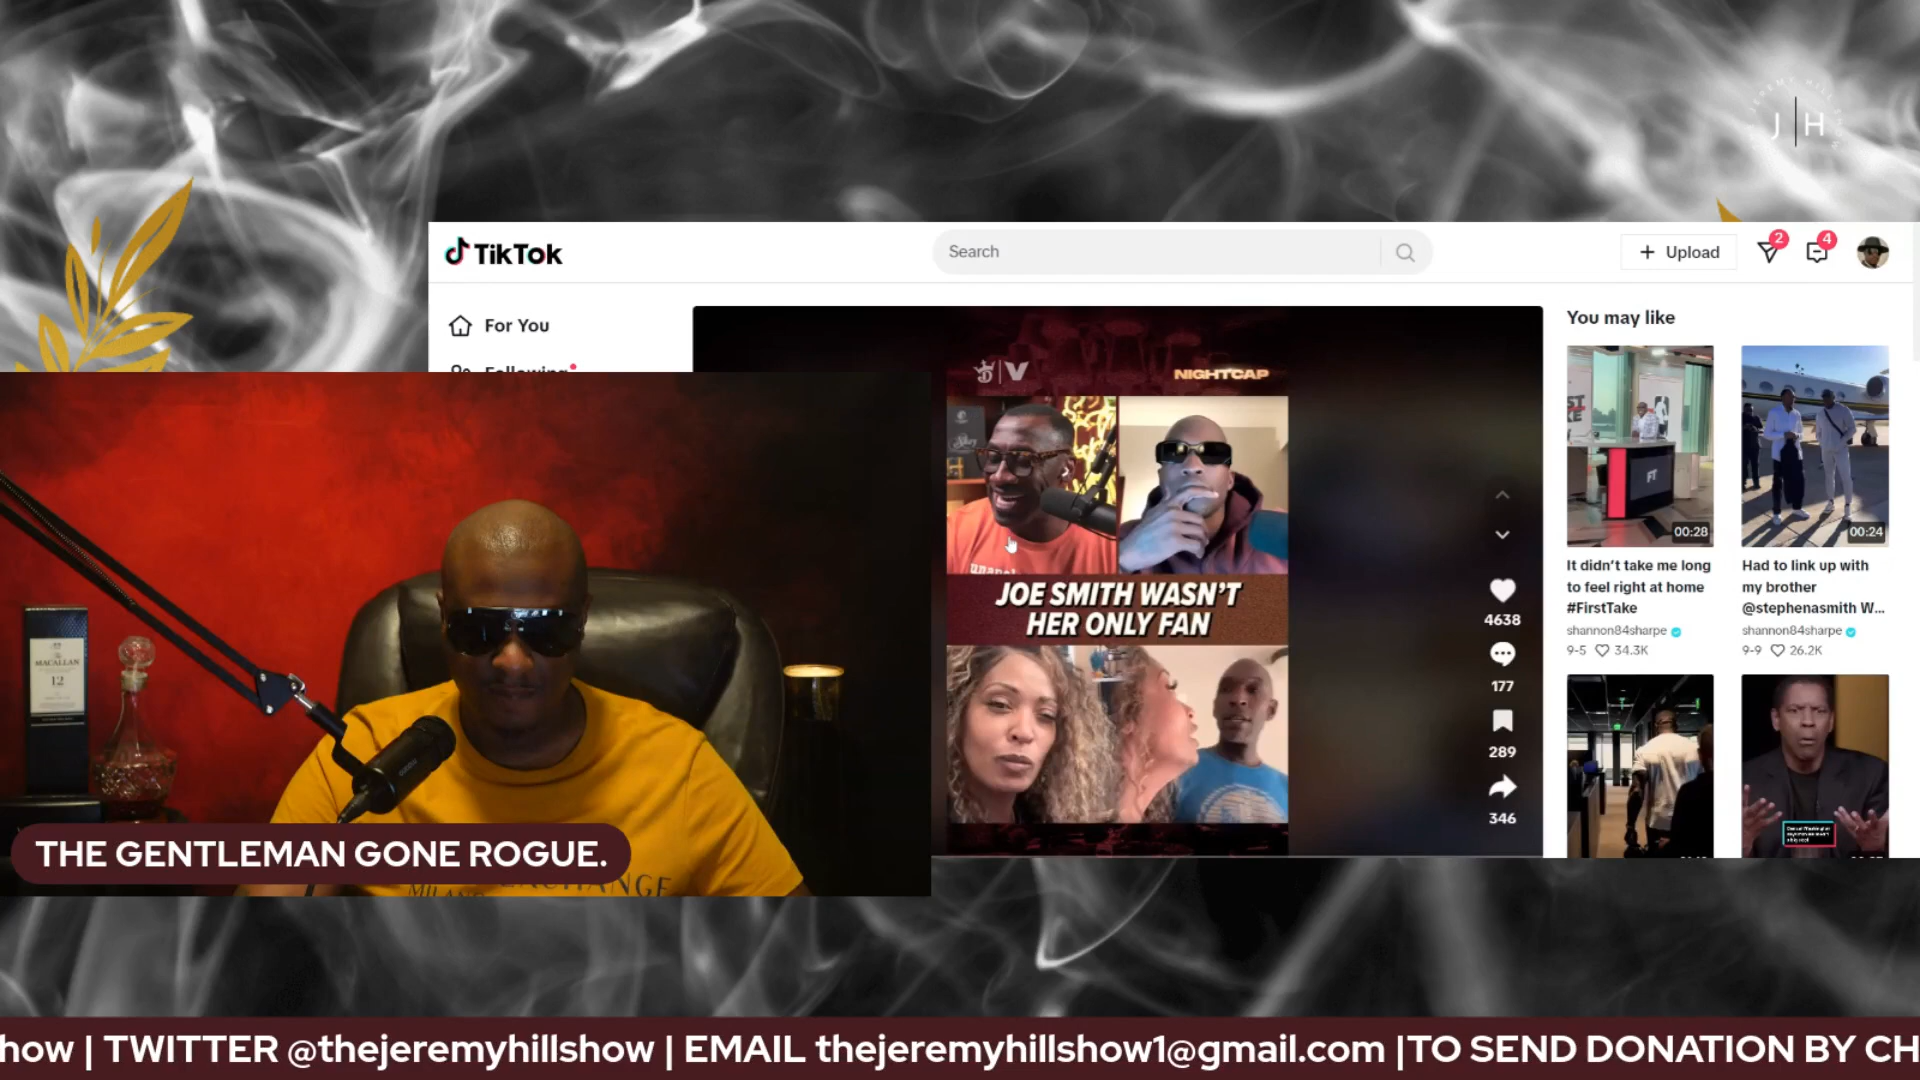 J | H
TikTok
Search
Upload
2
4
For You
Following
You may like
NIGHTCAP
JOE SMITH WASN'T
HER ONLY FAN
4638
177
289
346
FT
00:28
00:24
It didn't take me long
to feel right at home
#FirstTake
shannon84sharpe
9-5 34.3K
Had to link up with
my brother
@stephenasmith W...
shannon84sharpe
9-9 26.2K
MACALLAN
12
THE GENTLEMAN GONE ROGUE.
how | TWITTER @thejeremyhillshow | EMAIL thejeremyhillshow1@gmail.com |TO SEND DONATION BY CH